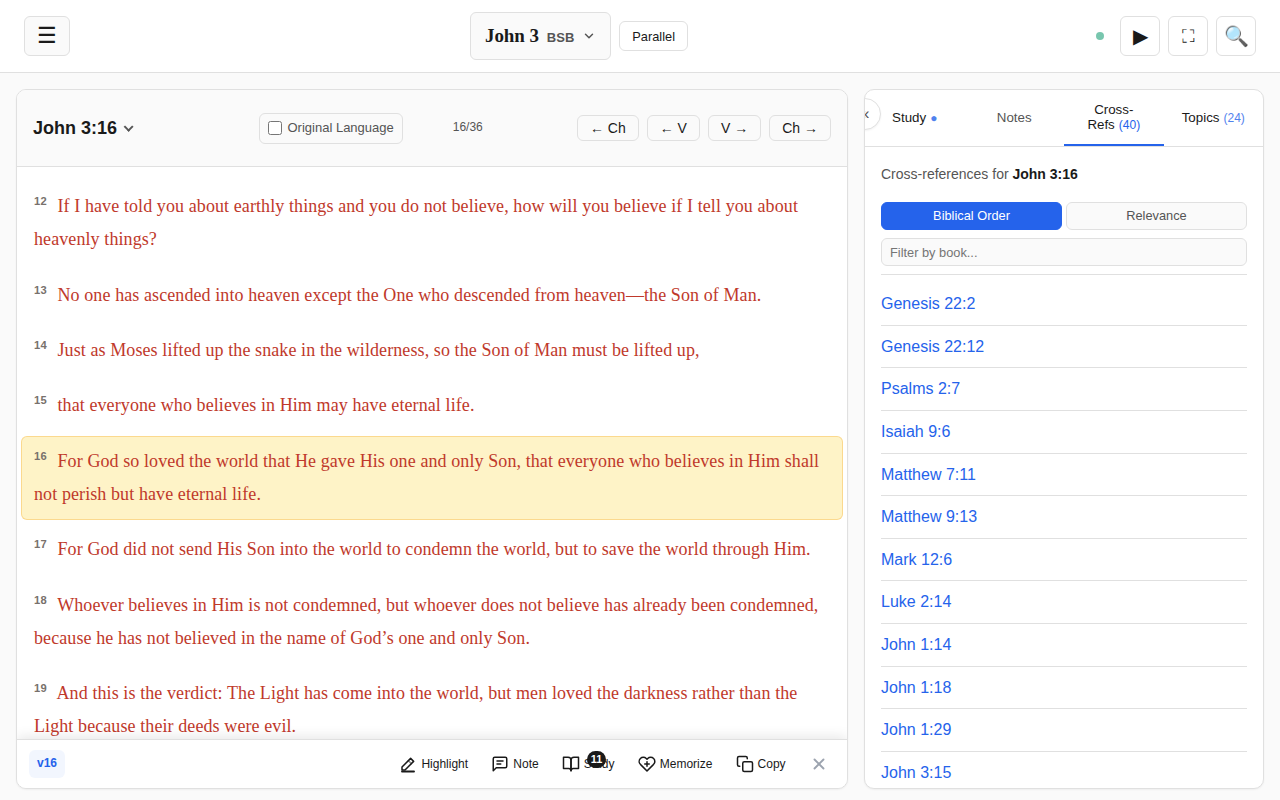 ☰
John 3 BSB
Parallel
John 3:16
Original Language
16/36
← Ch
← V
V →
Ch →
12 If I have told you about earthly things and you do not believe, how will you believe if I tell you about
heavenly things?
13 No one has ascended into heaven except the One who descended from heaven—the Son of Man.
14 Just as Moses lifted up the snake in the wilderness, so the Son of Man must be lifted up,
15 that everyone who believes in Him may have eternal life.
16 For God so loved the world that He gave His one and only Son, that everyone who believes in Him shall
not perish but have eternal life.
17 For God did not send His Son into the world to condemn the world, but to save the world through Him.
18 Whoever believes in Him is not condemned, but whoever does not believe has already been condemned,
because he has not believed in the name of God’s one and only Son.
19 And this is the verdict: The Light has come into the world, but men loved the darkness rather than the
Light because their deeds were evil.
v16
Highlight
Note
11
Memorize
Copy
Study
Notes
Cross-
Refs (40)
Topics (24)
Cross-references for John 3:16
Biblical Order
Relevance
Filter by book...
Genesis 22:2
Genesis 22:12
Psalms 2:7
Isaiah 9:6
Matthew 7:11
Matthew 9:13
Mark 12:6
Luke 2:14
John 1:14
John 1:18
John 1:29
John 3:15